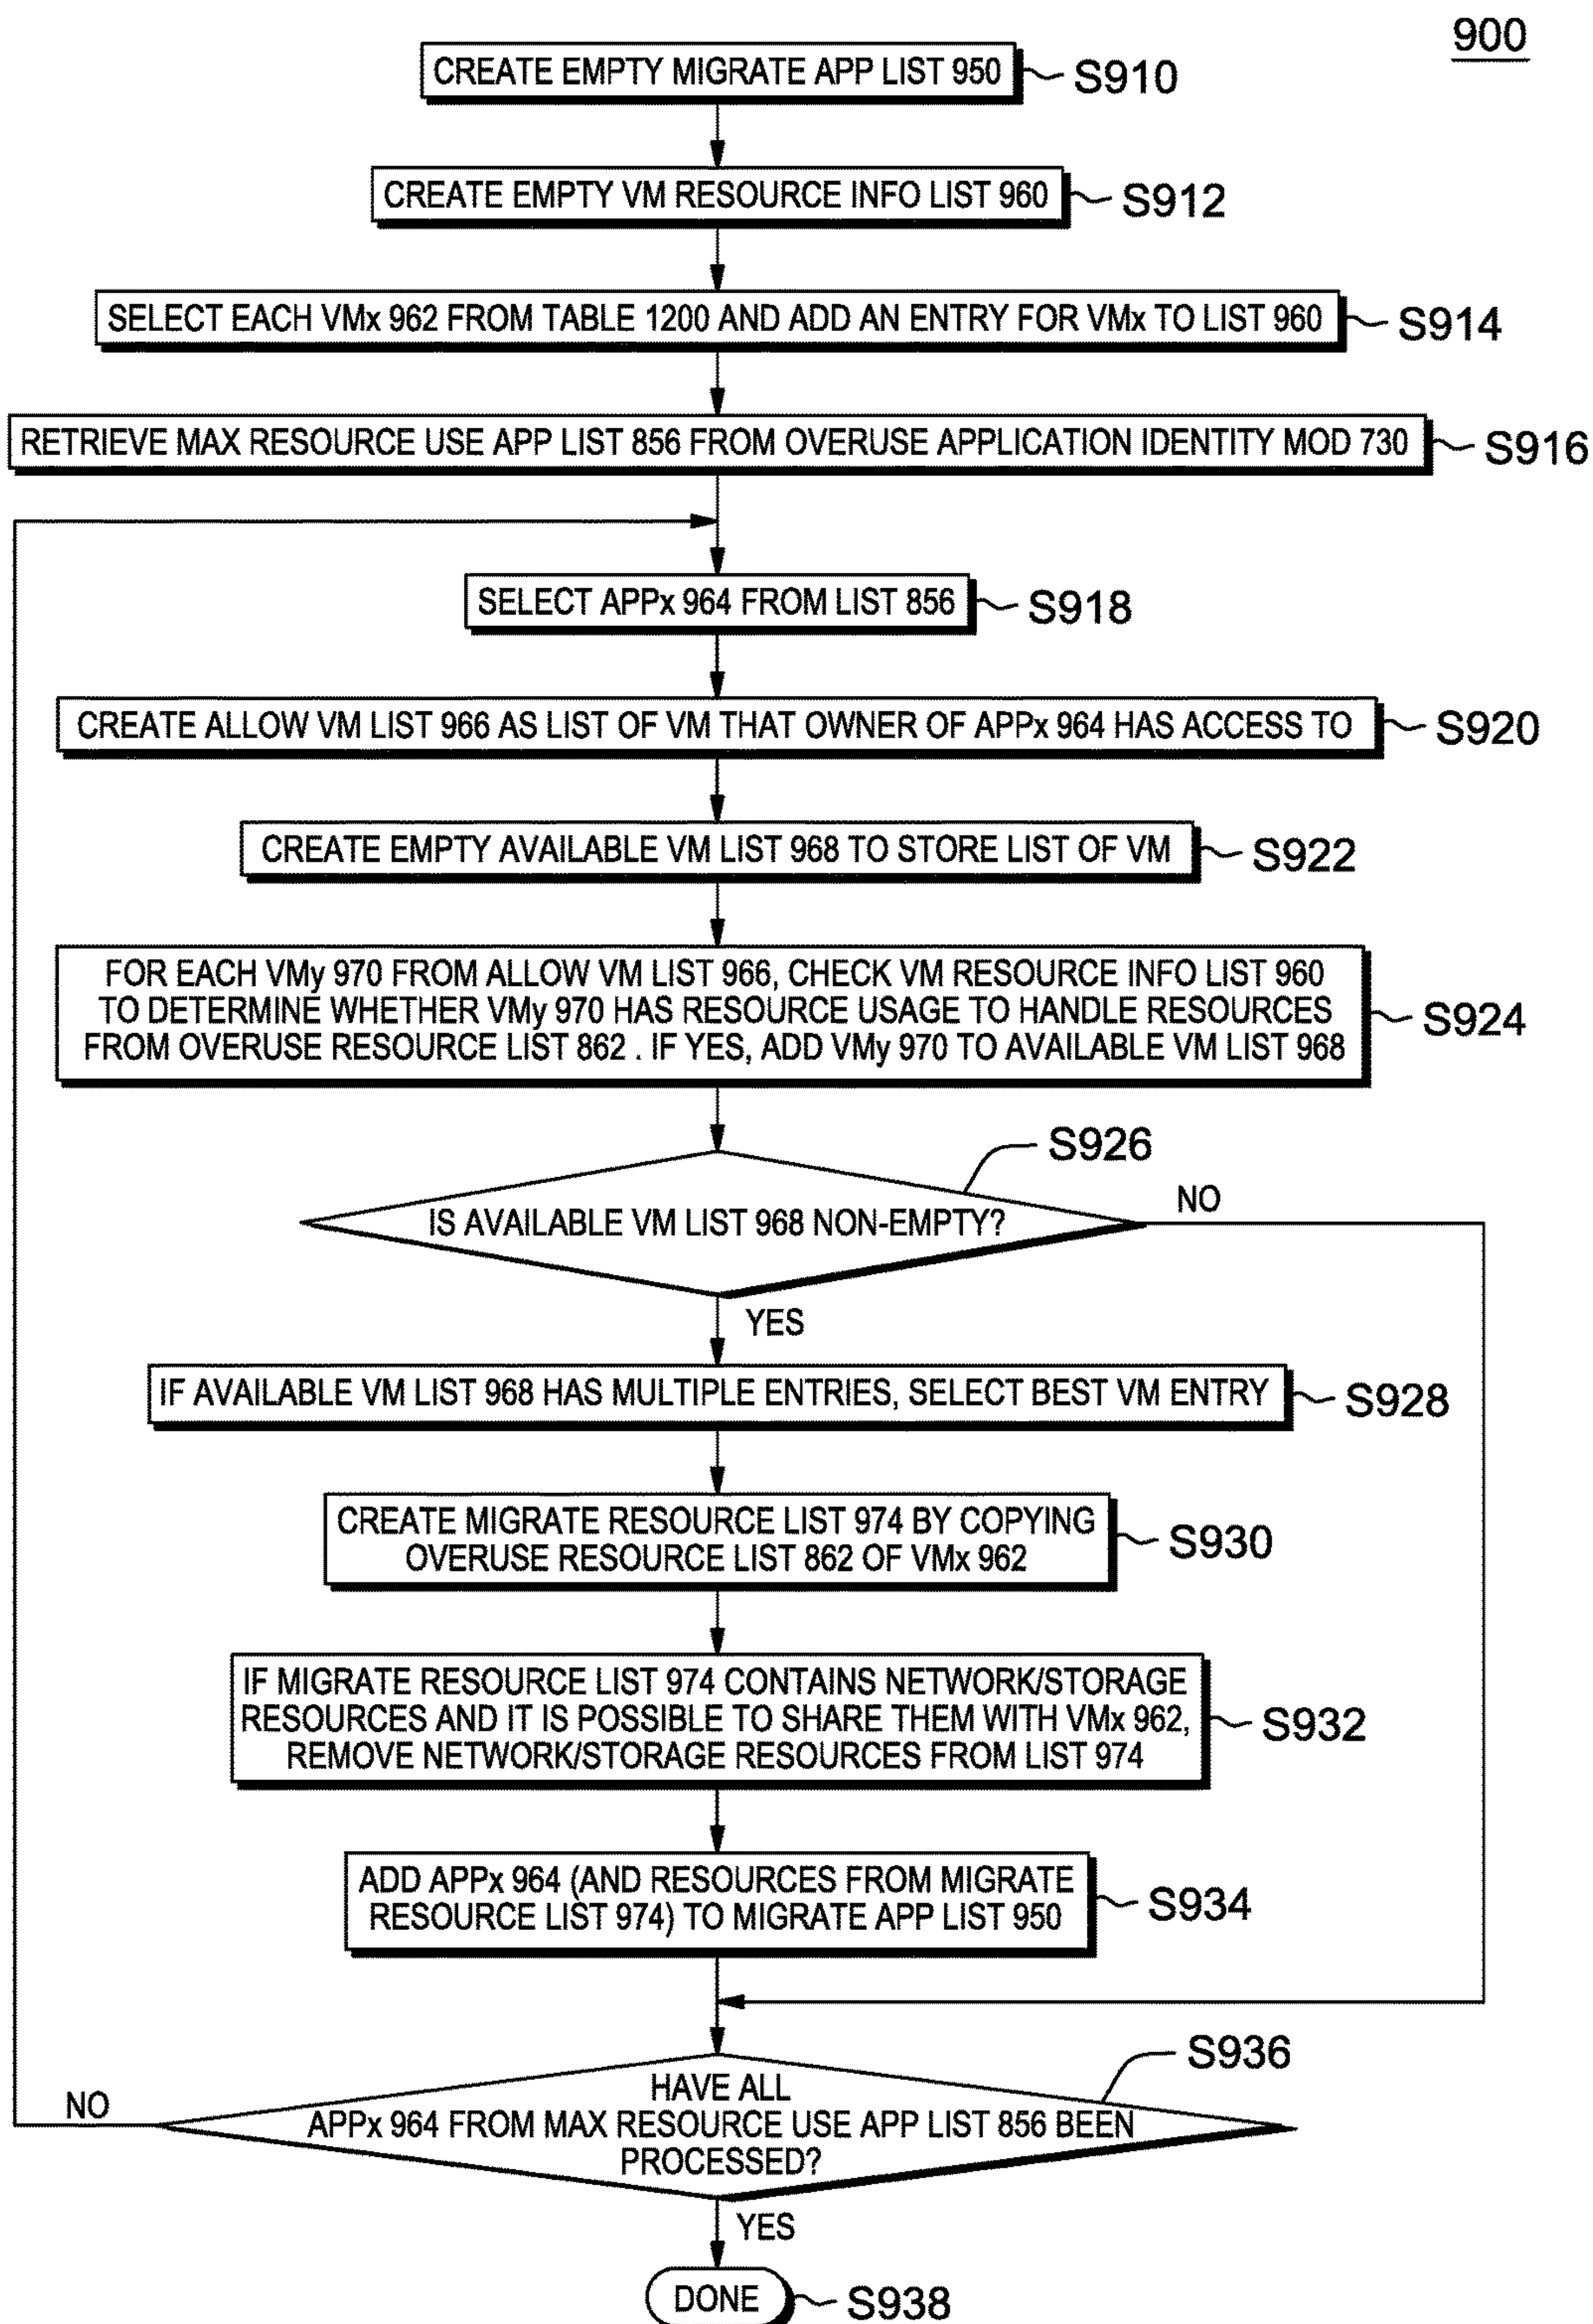 900
CREATE EMPTY MIGRATE APP LIST 950
S910
CREATE EMPTY VM RESOURCE INFO LIST 960
S912
SELECT EACH VMx 962 FROM TABLE 1200 AND ADD AN ENTRY FOR VMx TO LIST 960
S914
RETRIEVE MAX RESOURCE USE APP LIST 856 FROM OVERUSE APPLICATION IDENTITY MOD 730
S916
SELECT APPx 964 FROM LIST 856
S918
CREATE ALLOW VM LIST 966 AS LIST OF VM THAT OWNER OF APPx 964 HAS ACCESS TO
S920
CREATE EMPTY AVAILABLE VM LIST 968 TO STORE LIST OF VM
S922
FOR EACH VMy 970 FROM ALLOW VM LIST 966, CHECK VM RESOURCE INFO LIST 960
TO DETERMINE WHETHER VMy 970 HAS RESOURCE USAGE TO HANDLE RESOURCES
FROM OVERUSE RESOURCE LIST 862 . IF YES, ADD VMy 970 TO AVAILABLE VM LIST 968
S924
S926
IS AVAILABLE VM LIST 968 NON-EMPTY?
NO
YES
IF AVAILABLE VM LIST 968 HAS MULTIPLE ENTRIES, SELECT BEST VM ENTRY
S928
CREATE MIGRATE RESOURCE LIST 974 BY COPYING
OVERUSE RESOURCE LIST 862 OF VMx 962
S930
IF MIGRATE RESOURCE LIST 974 CONTAINS NETWORK/STORAGE
RESOURCES AND IT IS POSSIBLE TO SHARE THEM WITH VMx 962,
REMOVE NETWORK/STORAGE RESOURCES FROM LIST 974
S932
ADD APPx 964 (AND RESOURCES FROM MIGRATE
RESOURCE LIST 974) TO MIGRATE APP LIST 950
S934
S936
HAVE ALL
APPx 964 FROM MAX RESOURCE USE APP LIST 856 BEEN
PROCESSED?
NO
YES
DONE
S938